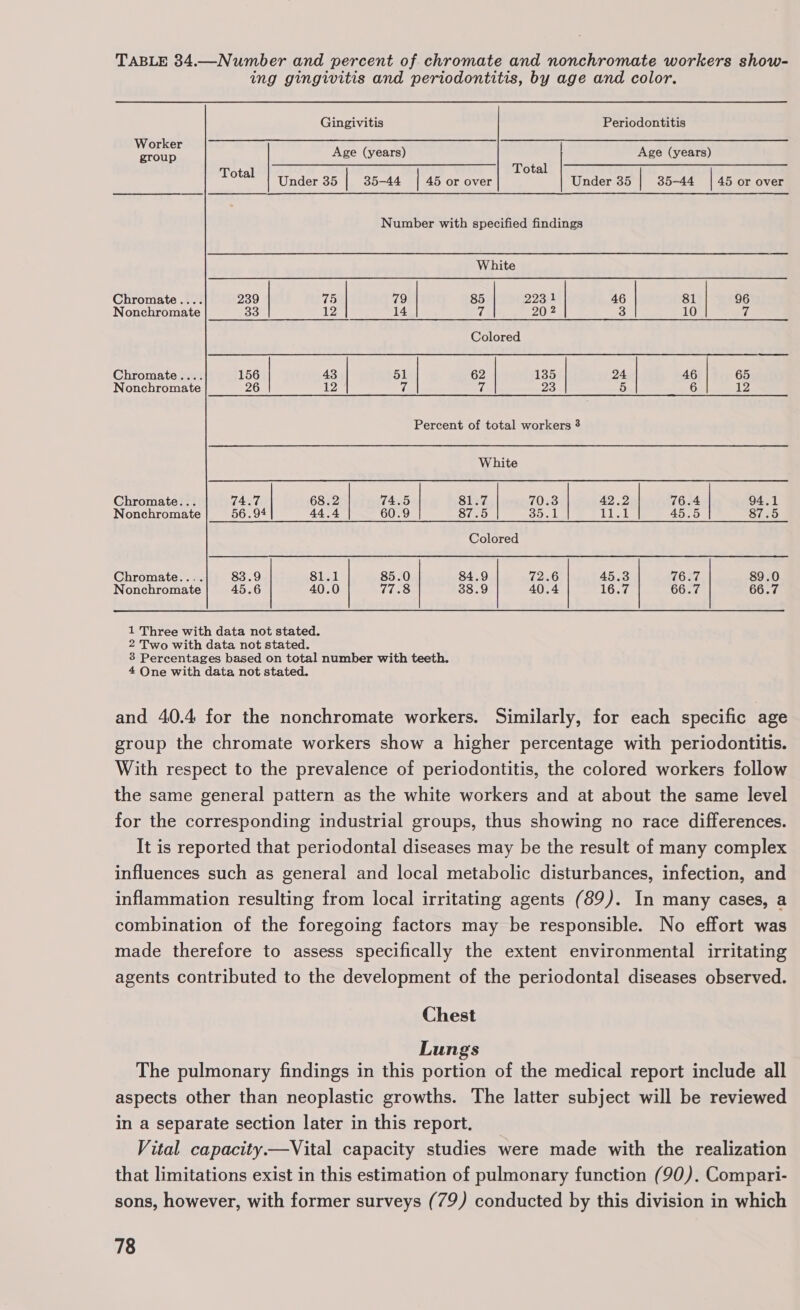 TABLE 34.—Number and percent of chromate and nonchromate workers show-
ing gingivitis and periodontitis, by age and color.
Worker group | Gingivitis | Periodontitis
Age (years) | Age (years)
Total | Under 35 | 35–44 | 45 or over | Total | Under 35 | 35–44 | 45 or over
Number with specified findings
White
Chromate.... 239 75 79 85 223 1 46 81 96
Nonchromate 33 12 14 7 20 2 3 10 7
Colored
Chromate.... 156 43 51 62 135 24 46 65
Nonchromate 26 12 7 7 23 5 6 12
Percent of total workers 3
White
Chromate... 74.7 68.2 74.5 81.7 70.3 42.2 76.4 94.1
Nonchromate 56.94 44.4 60.9 87.5 35.1 11.1 45.5 87.5
Colored
Chromate.... 83.9 81.1 85.0 84.9 72.6 45.3 76.7 89.0
Nonchromate 45.6 40.0 77.8 38.9 40.4 16.7 66.7 66.7
1 Three with data not stated.
2 Two with data not stated.
3 Percentages based on total number with teeth.
4 One with data not stated.
and 40.4 for the nonchromate workers. Similarly, for each specific age
group the chromate workers show a higher percentage with periodontitis.
With respect to the prevalence of periodontitis, the colored workers follow
the same general pattern as the white workers and at about the same level
for the corresponding industrial groups, thus showing no race differences.
It is reported that periodontal diseases may be the result of many complex
influences such as general and local metabolic disturbances, infection, and
inflammation resulting from local irritating agents (89). In many cases, a
combination of the foregoing factors may be responsible. No effort was
made therefore to assess specifically the extent environmental irritating
agents contributed to the development of the periodontal diseases observed.
Chest
Lungs
The pulmonary findings in this portion of the medical report include all
aspects other than neoplastic growths. The latter subject will be reviewed
in a separate section later in this report.
Vital capacity.—Vital capacity studies were made with the realization
that limitations exist in this estimation of pulmonary function (90). Compari-
sons, however, with former surveys (79) conducted by this division in which
78